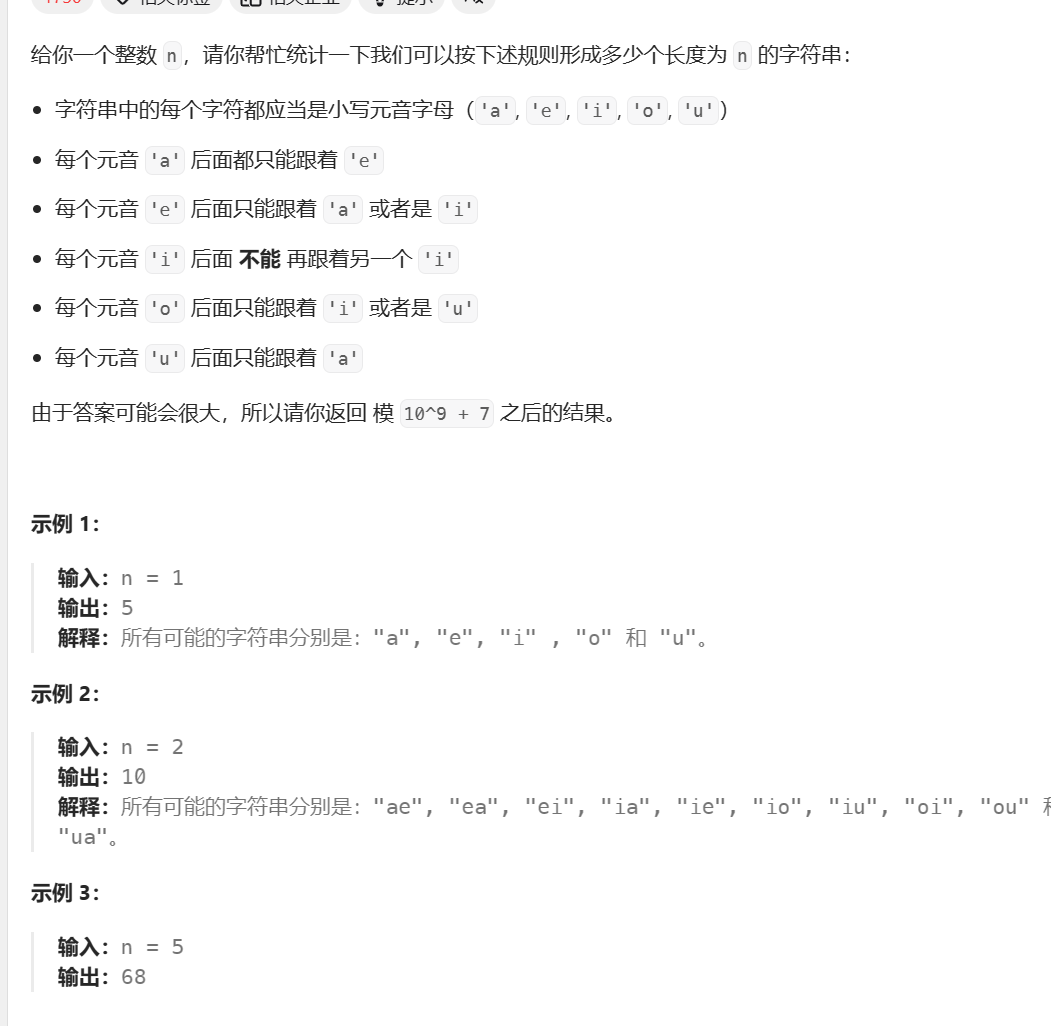 给你一个整数 n，请你帮忙统计一下我们可以按下述规则形成多少个长度为 n 的字符串：
• 字符串中的每个字符都应当是小写元音字母（'a', 'e', 'i', 'o', 'u'）
• 每个元音 'a' 后面都只能跟着 'e'
• 每个元音 'e' 后面只能跟着 'a' 或者是 'i'
• 每个元音 'i' 后面 不能 再跟着另一个 'i'
• 每个元音 'o' 后面只能跟着 'i' 或者是 'u'
• 每个元音 'u' 后面只能跟着 'a'
由于答案可能会很大，所以请你返回 模 10^9 + 7 之后的结果。
示例 1：
输入：n = 1
输出：5
解释：所有可能的字符串分别是："a", "e", "i" , "o" 和 "u"。
示例 2：
输入：n = 2
输出：10
解释：所有可能的字符串分别是："ae", "ea", "ei", "ia", "ie", "io", "iu", "oi", "ou"
"ua"。
示例 3：
输入：n = 5
输出：68